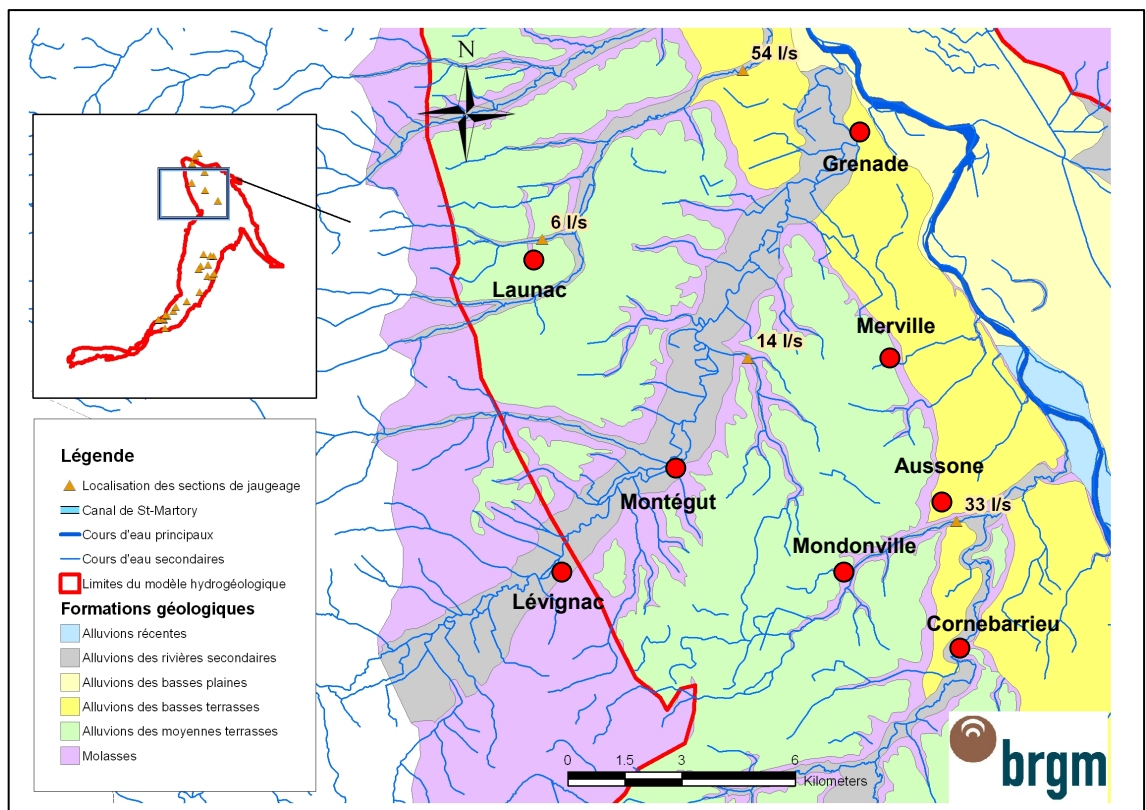 N
54 l/s
Grenade
6 l/s
Launac
Merville
14 l/s
Aussone
Montégut
33 l/s
Mondonville
Lévignac
Cornebarrieu
Légende
Localisation des sections de jaugeage
Canal de St-Martory
Cours d'eau principaux
Cours d'eau secondaires
Limites du modèle hydrogéologique
Formations géologiques
Alluvions récentes
Alluvions des rivières secondaires
Alluvions des basses plaines
Alluvions des basses terrasses
Alluvions des moyennes terrasses
Molasses
0 1.5 3 6
Kilometers
brgm